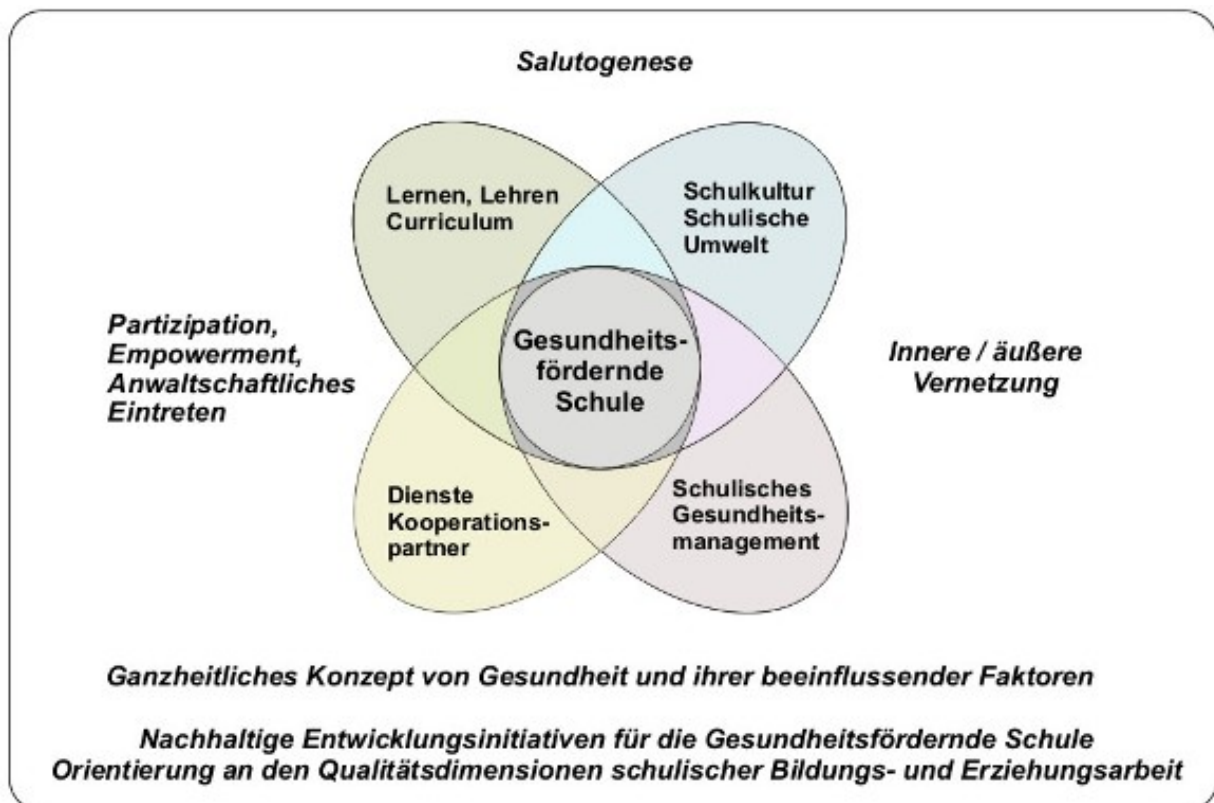 Salutogenese
Lernen, Lehren
Curriculum
Schulkultur
Schulische
Umwelt
Partizipation,
Empowerment,
Anwaltschaftliches
Eintreten
Gesundheits-
fördernde
Schule
Innere / äußere
Vernetzung
Dienste
Kooperations-
partner
Schulisches
Gesundheits-
management
Ganzheitliches Konzept von Gesundheit und ihrer beeinflussender Faktoren
Nachhaltige Entwicklungsinitiativen für die Gesundheitsfördernde Schule
Orientierung an den Qualitätsdimensionen schulischer Bildungs- und Erziehungsarbeit